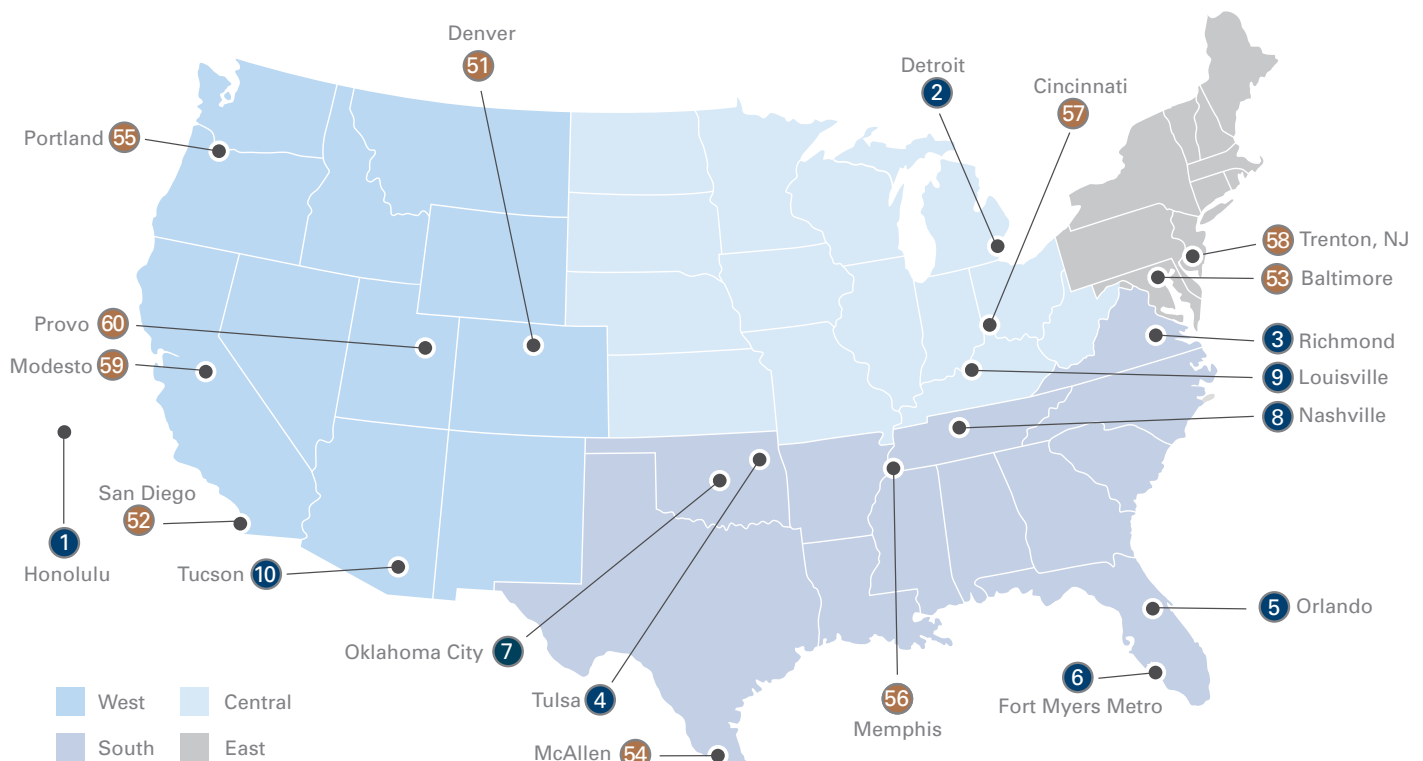 Denver
51
Detroit
2
Cincinnati
57
Portland 55
58 Trenton, NJ
53 Baltimore
Provo 60
3 Richmond
Modesto 59
9 Louisville
8 Nashville
San Diego
52
1
Honolulu
Tucson 10
5 Orlando
Oklahoma City 7
6
Fort Myers Metro
Tulsa 4
56
Memphis
McAllen 54
West
Central
South
East